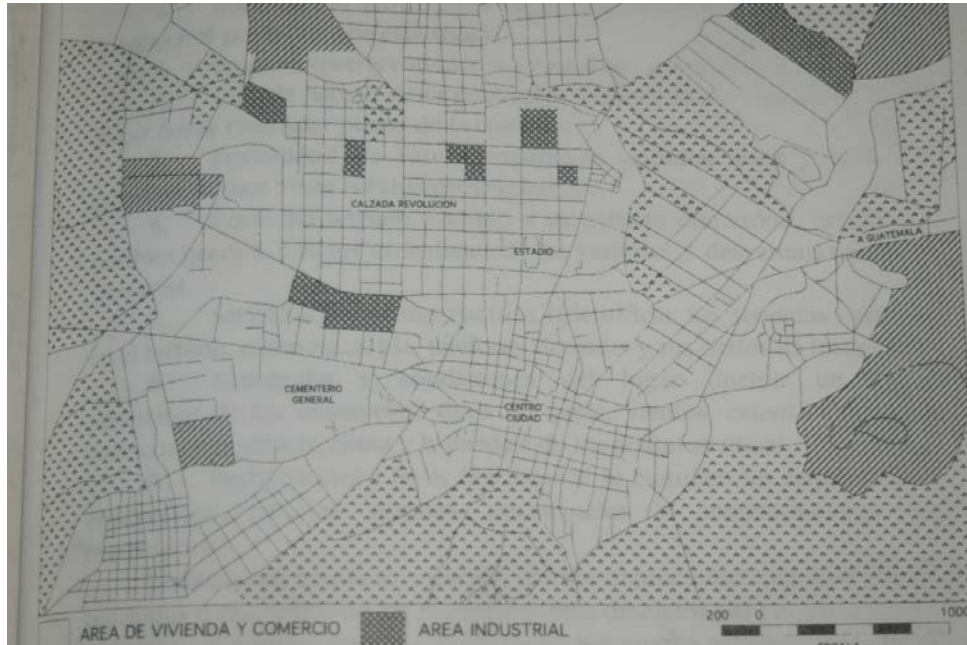 CALZADA REVOLUCION
A GUATEMALA
ESTADIO
CEMENTERIO
GENERAL
CENTRO
CIUDAD
200 0 1000
AREA DE VIVIENDA Y COMERCIO AREA INDUSTRIAL